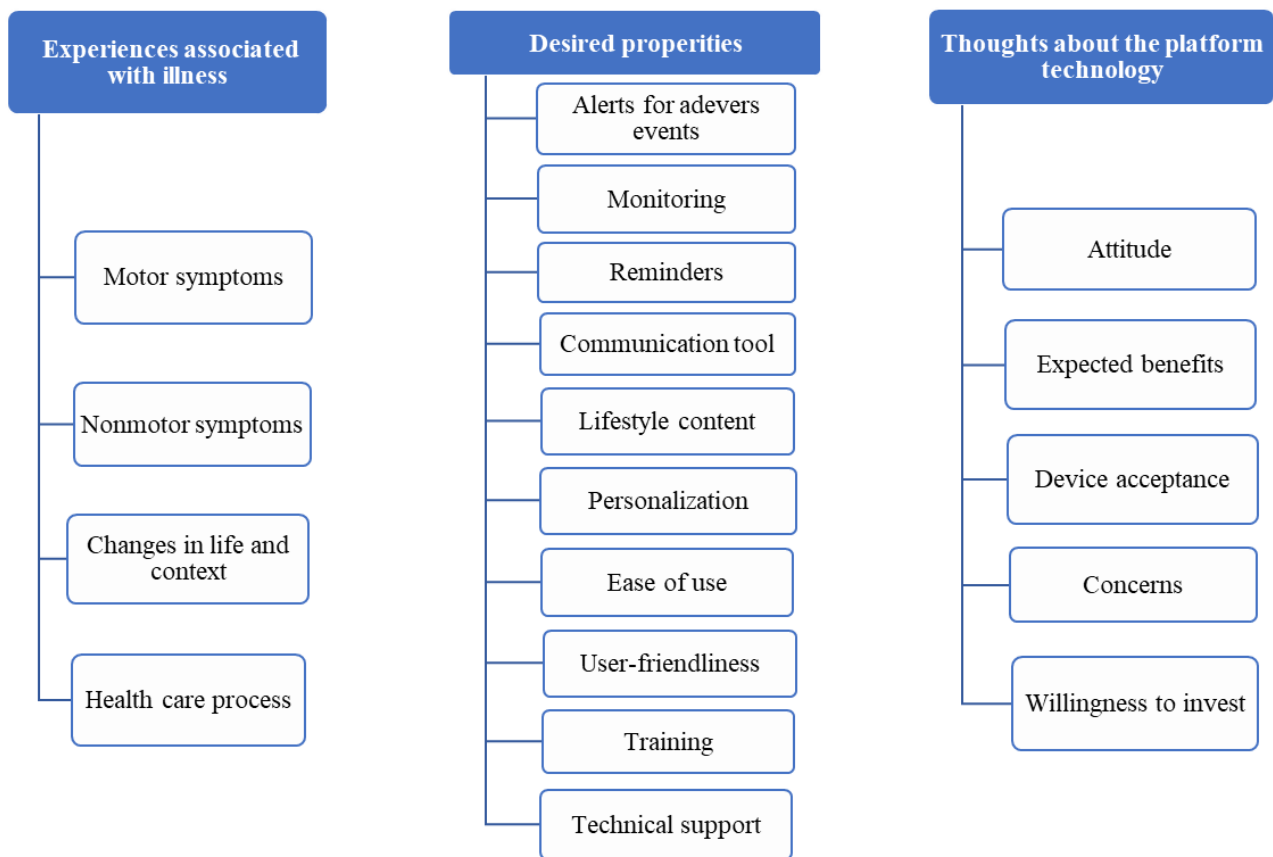 Experiences associated
with illness
Motor symptoms
Nonmotor symptoms
Changes in life and
context
Health care process
Desired properities
Alerts for adevers
events
Monitoring
Reminders
Communication tool
Lifestyle content
Personalization
Ease of use
User-friendliness
Training
Technical support
Thoughts about the platform
technology
Attitude
Expected benefits
Device acceptance
Concerns
Willingness to invest